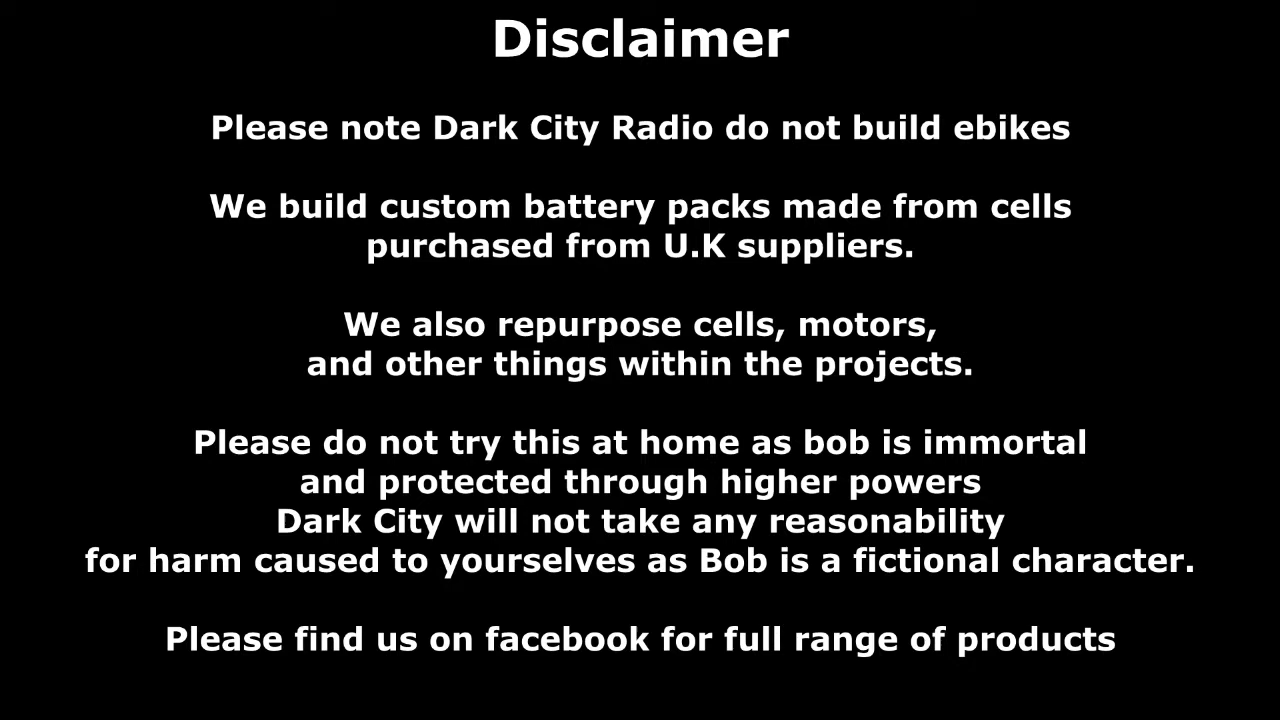 Disclaimer
Please note Dark City Radio do not build ebikes
We build custom battery packs made from cells
purchased from U.K suppliers.
We also repurpose cells, motors,
and other things within the projects.
Please do not try this at home as bob is immortal
and protected through higher powers
Dark City will not take any reasonability
for harm caused to yourselves as Bob is a fictional character.
Please find us on facebook for full range of products